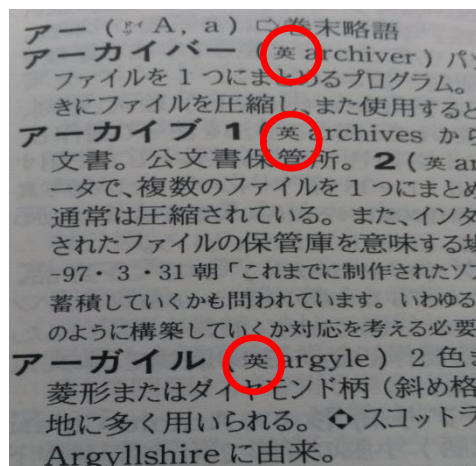 アー (ドイ A, a) ⇨巻末略語
アーカイバー (英 archiver) パソ
ファイルを1つにまとめるプログラム。
きにファイルを圧縮し、また使用すると
アーカイブ 1 (英 archives から
文書。公文書保管所。 2 (英 ar
ータで、複数のファイルを1つにまとめ
通常は圧縮されている。また、インタ
されたファイルの保管庫を意味する場
-97・3・31 朝「これまでに制作されたソフ
蓄積していくかも問われています。いわゆる
のように構築していくか対応を考える必要
アーガイル (英 argyle) 2色
菱形またはダイヤモンド柄 (斜め格
地に多く用いられる。 ◆ スコットラ
Argyllshire に由来。